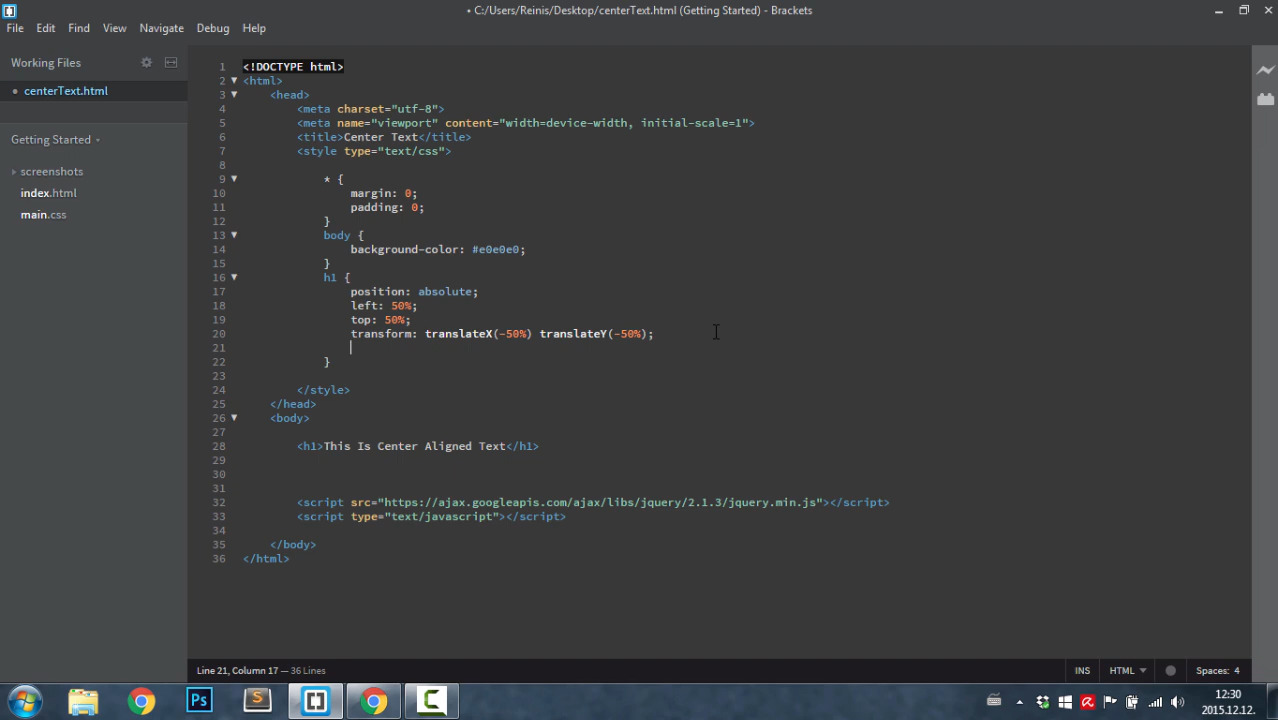 • C:/Users/Reinis/Desktop/centerText.html (Getting Started) - Brackets
File Edit Find View Navigate Debug Help
Working Files
• centerText.html
Getting Started
screenshots
index.html
main.css
1 <!DOCTYPE html>
2 <html>
3 <head>
4 <meta charset="utf-8">
5 <meta name="viewport" content="width=device-width, initial-scale=1">
6 <title>Center Text</title>
7 <style type="text/css">
8
9 * {
10 margin: 0;
11 padding: 0;
12 }
13 body {
14 background-color: #e0e0e0;
15 }
16 h1 {
17 position: absolute;
18 left: 50%;
19 top: 50%;
20 transform: translateX(-50%) translateY(-50%);
21
22 }
23
24 </style>
25 </head>
26 <body>
27
28 <h1>This Is Center Aligned Text</h1>
29
30
31
32 <script src="https://ajax.googleapis.com/ajax/libs/jquery/2.1.3/jquery.min.js"></script>
33 <script type="text/javascript"></script>
34
35 </body>
36 </html>
Line 21, Column 17 — 36 Lines
INS HTML Spaces: 4
Ps
S
C
12:30
2015.12.12.